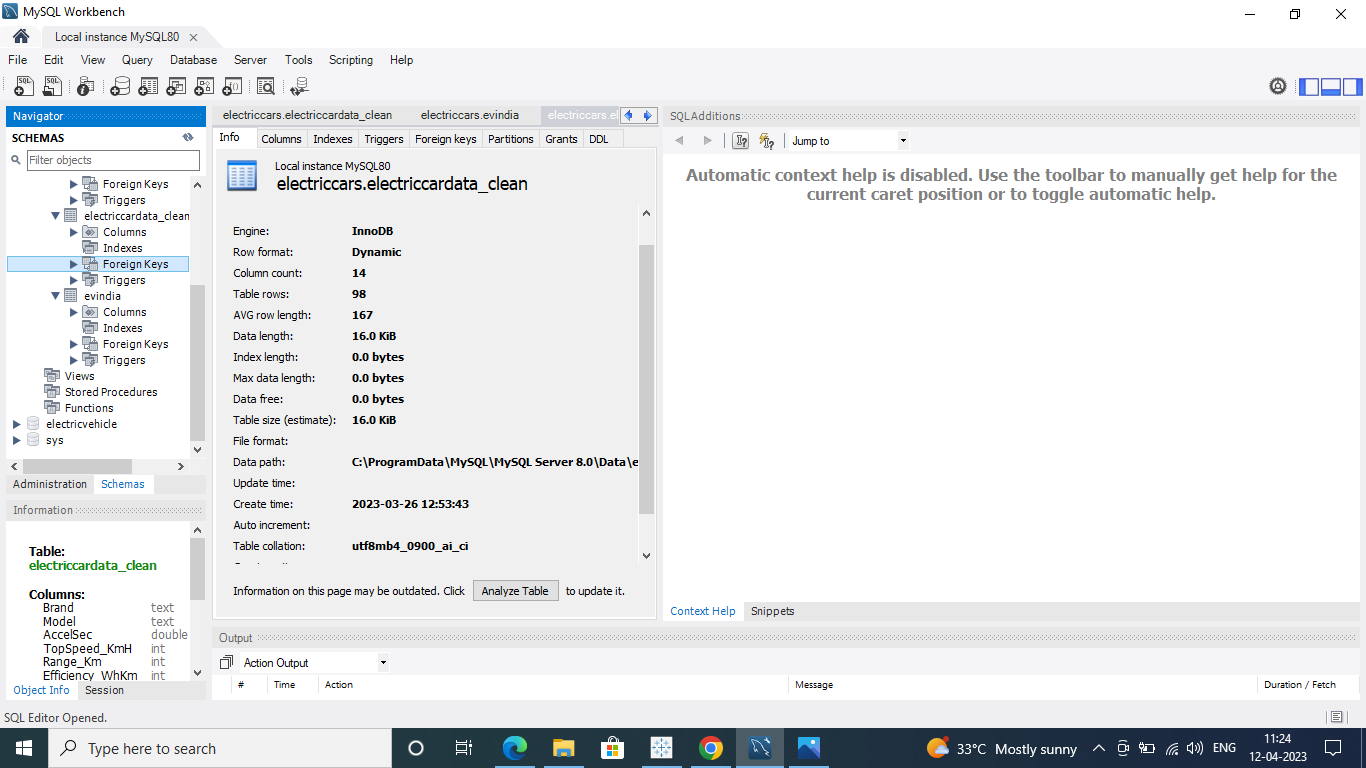 MySQL Workbench
Local instance MySQL80
File Edit View Query Database Server Tools Scripting Help
Navigator
SCHEMAS
Filter objects
Foreign Keys
Triggers
electriccardata_clean
Columns
Indexes
Foreign Keys
Triggers
evindia
Columns
Indexes
Foreign Keys
Triggers
Views
Stored Procedures
Functions
electricvehicle
sys
Administration Schemas
Information
Table:
electriccardata_clean
Columns:
Brand text
Model text
AccelSec double
TopSpeed_KmH int
Range_Km int
Efficiency_WhKm int
Object Info Session
electriccars.electriccardata_clean electriccars.evindia electriccars.el
Info Columns Indexes Triggers Foreign keys Partitions Grants DDL
Local instance MySQL80
electriccars.electriccardata_clean
Engine: InnoDB
Row format: Dynamic
Column count: 14
Table rows: 98
AVG row length: 167
Data length: 16.0 KiB
Index length: 0.0 bytes
Max data length: 0.0 bytes
Data free: 0.0 bytes
Table size (estimate): 16.0 KiB
File format:
Data path: C:\ProgramData\MySQL\MySQL Server 8.0\Data\e
Update time:
Create time: 2023-03-26 12:53:43
Auto increment:
Table collation: utf8mb4_0900_ai_ci
Information on this page may be outdated. Click Analyze Table to update it.
SQLAdditions
Jump to
Automatic context help is disabled. Use the toolbar to manually get help for the
current caret position or to toggle automatic help.
Context Help Snippets
Output
Action Output
# Time Action Message Duration / Fetch
SQL Editor Opened.
Type here to search
33°C Mostly sunny
ENG
11:24
12-04-2023